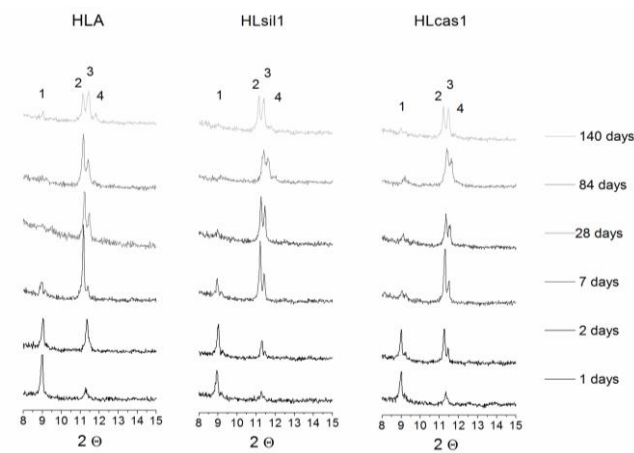 HLA HLsil1 HLcas1
1 2 3 4
1 2 3 4
1 2 3 4
140 days
84 days
28 days
7 days
2 days
1 days
8 9 10 11 12 13 14 15
8 9 10 11 12 13 14 15
8 9 10 11 12 13 14 15
2 Θ 2 Θ 2 Θ